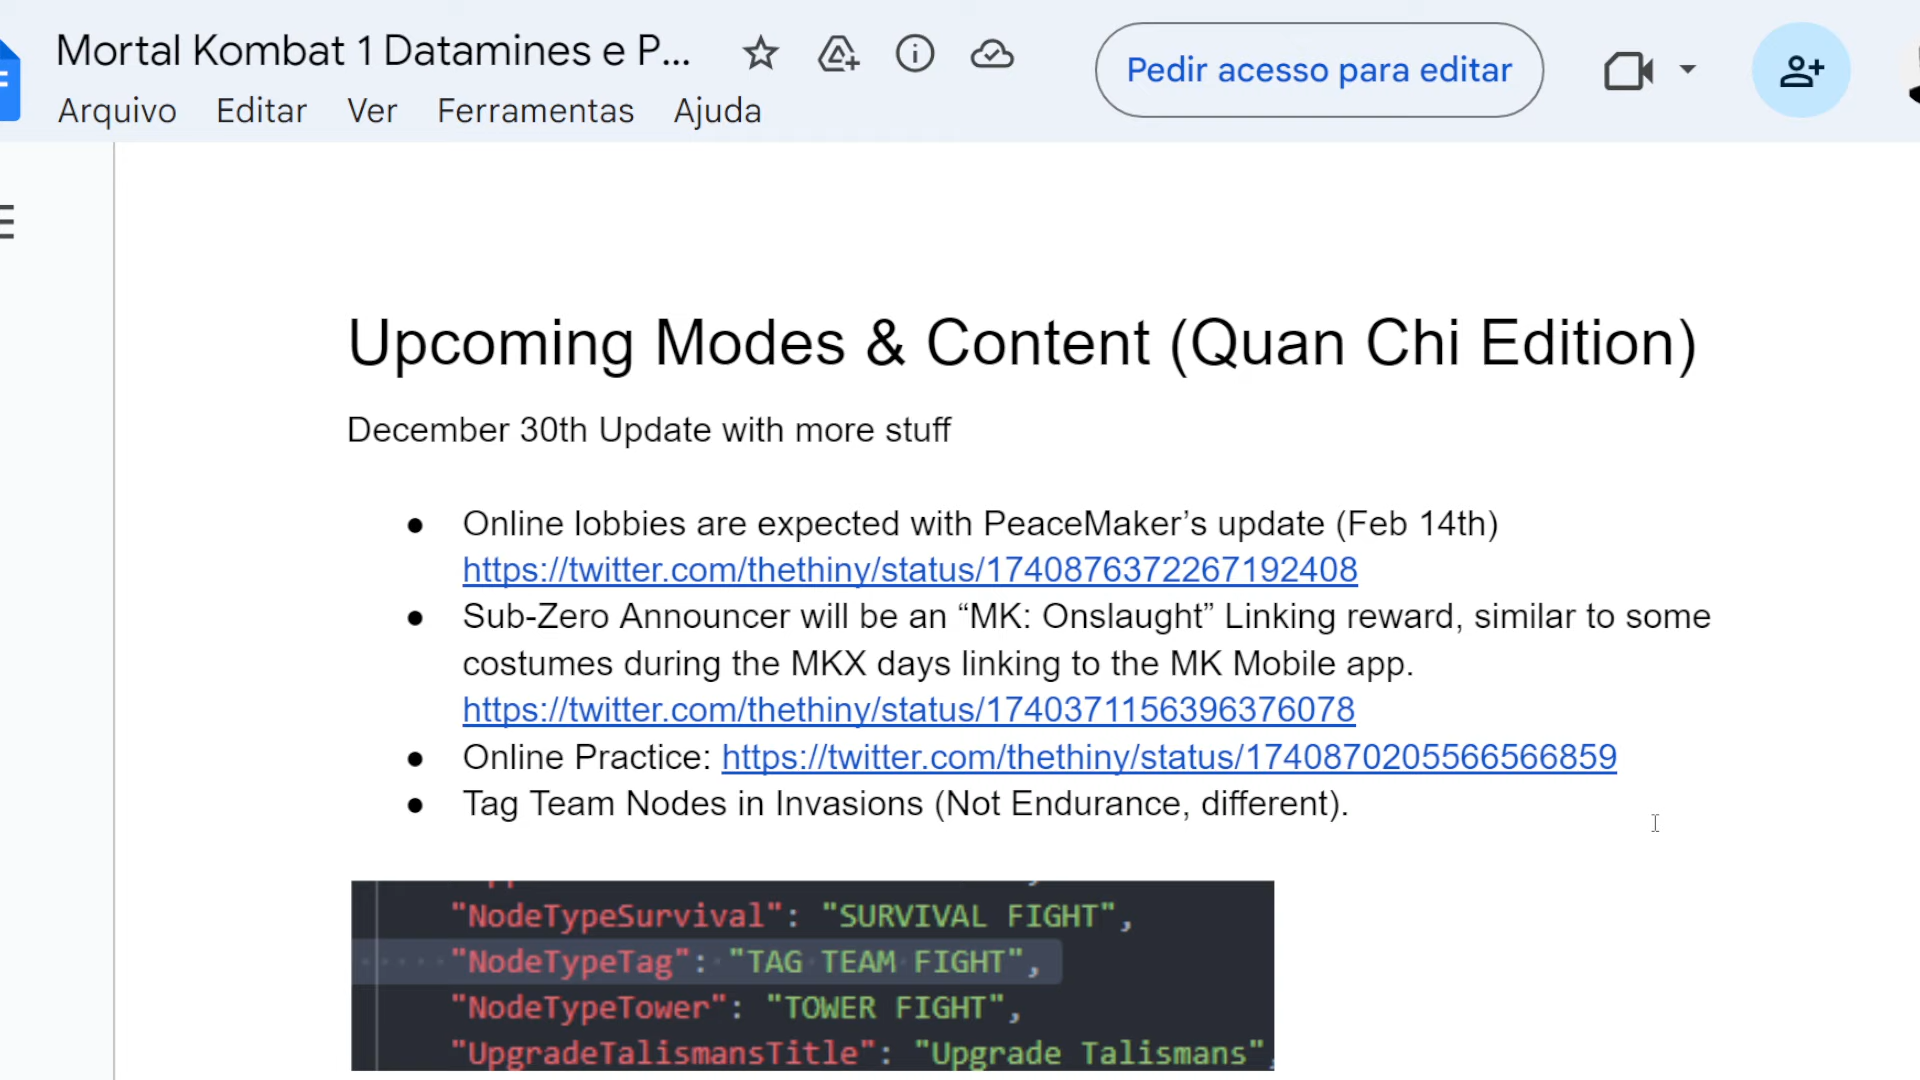 Mortal Kombat 1 Datamines e P...
Arquivo Editar Ver Ferramentas Ajuda
Pedir acesso para editar
Upcoming Modes & Content (Quan Chi Edition)
December 30th Update with more stuff
● Online lobbies are expected with PeaceMaker’s update (Feb 14th)
https://twitter.com/thethiny/status/1740876372267192408
● Sub-Zero Announcer will be an “MK: Onslaught” Linking reward, similar to some
costumes during the MKX days linking to the MK Mobile app.
https://twitter.com/thethiny/status/1740371156396376078
● Online Practice: https://twitter.com/thethiny/status/1740870205566566859
● Tag Team Nodes in Invasions (Not Endurance, different).
"NodeTypeSurvival": "SURVIVAL FIGHT",
"NodeTypeTag": "TAG TEAM FIGHT",
"NodeTypeTower": "TOWER FIGHT",
"UpgradeTalismansTitle": "Upgrade Talismans",